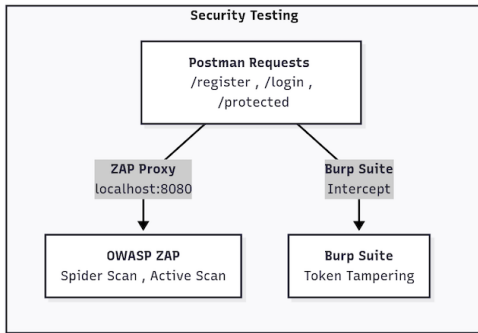 Security Testing
Postman Requests
/register , /login ,
/protected
ZAP Proxy
localhost:8080
Burp Suite
Intercept
OWASP ZAP
Spider Scan , Active Scan
Burp Suite
Token Tampering